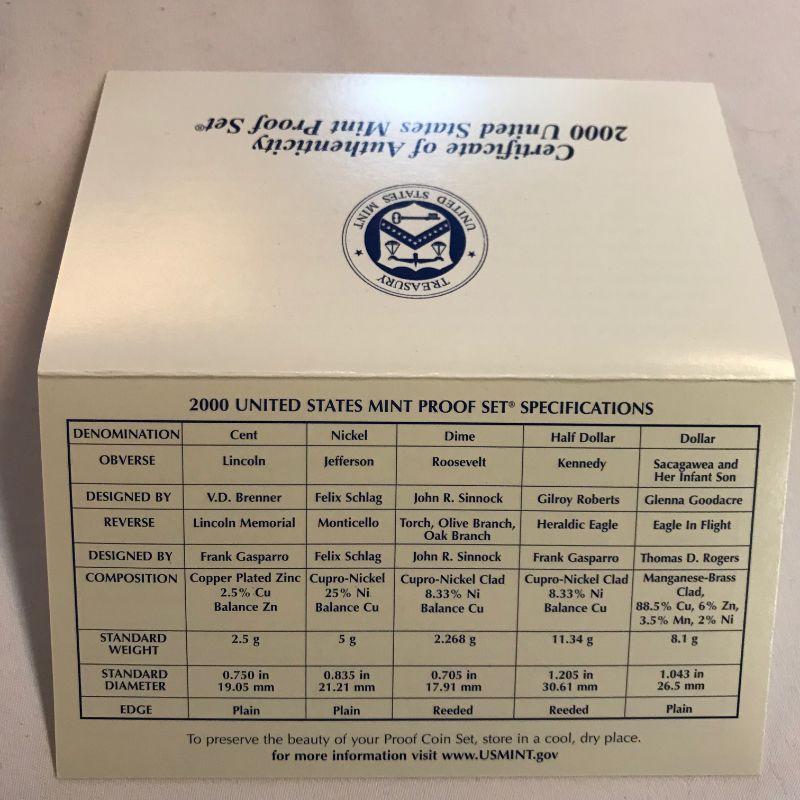 Certificate of Authenticity
2000 United States Mint Proof Set®
TREASURY
UNITED STATES MINT
2000 UNITED STATES MINT PROOF SET® SPECIFICATIONS
DENOMINATION Cent Nickel Dime Half Dollar Dollar
OBVERSE Lincoln Jefferson Roosevelt Kennedy Sacagawea and
Her Infant Son
DESIGNED BY V.D. Brenner Felix Schlag John R. Sinnock Gilroy Roberts Glenna Goodacre
REVERSE Lincoln Memorial Monticello Torch, Olive Branch, Heraldic Eagle Eagle In Flight
Oak Branch
DESIGNED BY Frank Gasparro Felix Schlag John R. Sinnock Frank Gasparro Thomas D. Rogers
COMPOSITION Copper Plated Zinc Cupro-Nickel Cupro-Nickel Clad Cupro-Nickel Clad Manganese-Brass
2.5% Cu 25% Ni 8.33% Ni 8.33% Ni Clad,
Balance Zn Balance Cu Balance Cu Balance Cu 88.5% Cu, 6% Zn,
3.5% Mn, 2% Ni
STANDARD 2.5 g 5 g 2.268 g 11.34 g 8.1 g
WEIGHT
STANDARD 0.750 in 0.835 in 0.705 in 1.205 in 1.043 in
DIAMETER 19.05 mm 21.21 mm 17.91 mm 30.61 mm 26.5 mm
EDGE Plain Plain Reeded Reeded Plain
To preserve the beauty of your Proof Coin Set, store in a cool, dry place.
for more information visit www.USMINT.gov